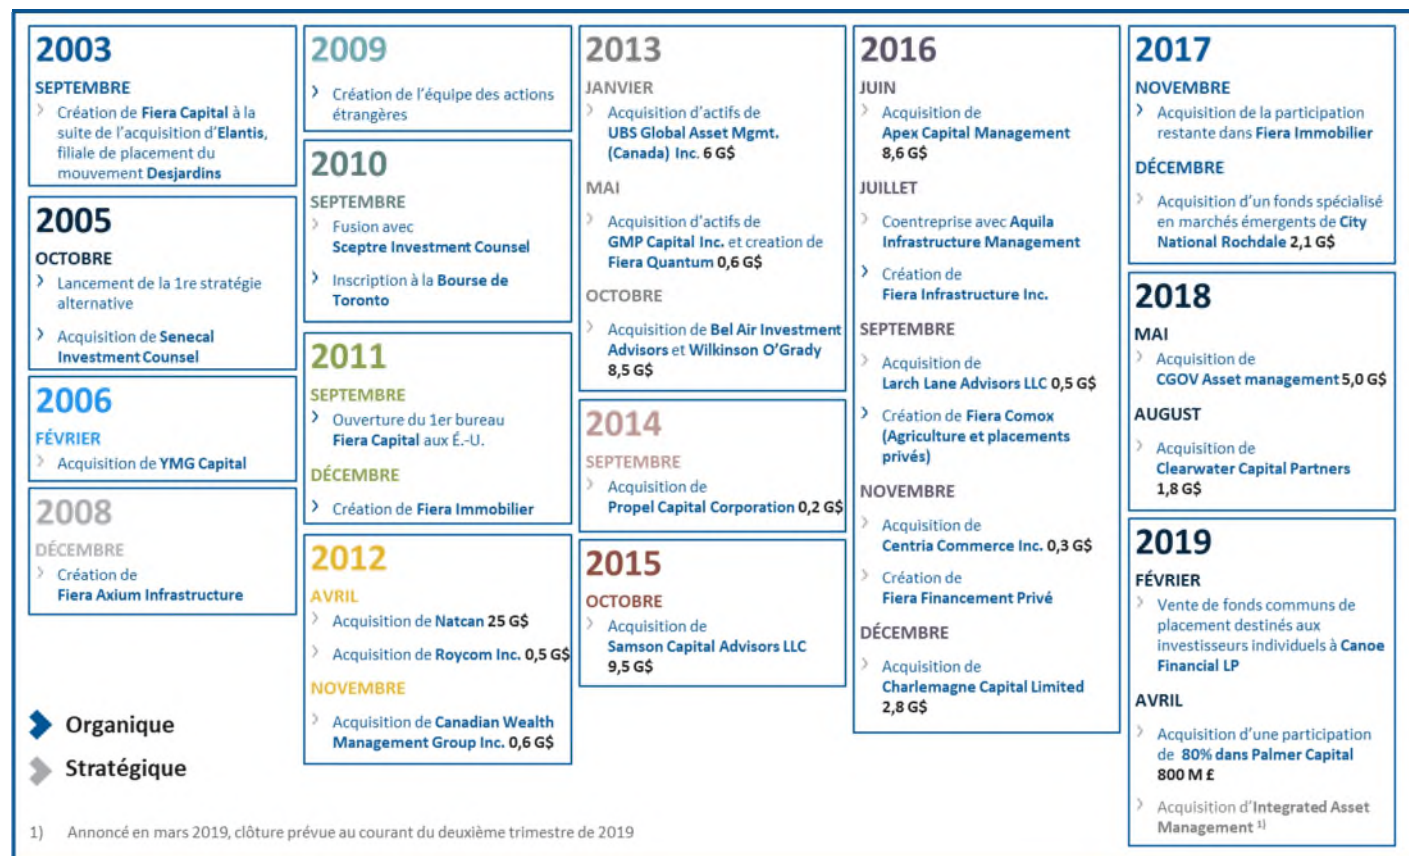 2003
SEPTEMBRE
Création de Fiera Capital à la
suite de l'acquisition d'Elantis,
filiale de placement du
mouvement Desjardins
2005
OCTOBRE
Lancement de la 1re stratégie
alternative
Acquisition de Senecal
Investment Counsel
2006
FÉVRIER
Acquisition de YMG Capital
2008
DÉCEMBRE
Création de
Fiera Axium Infrastructure
Organique
Stratégique
2009
Création de l'équipe des actions
étrangères
2010
SEPTEMBRE
Fusion avec
Sceptre Investment Counsel
Inscription à la Bourse de
Toronto
2011
SEPTEMBRE
Ouverture du 1er bureau
Fiera Capital aux É.-U.
DÉCEMBRE
Création de Fiera Immobilier
2012
AVRIL
Acquisition de Natcan 25 G$
Acquisition de Roycom Inc. 0,5 G$
NOVEMBRE
Acquisition de Canadian Wealth
Management Group Inc. 0,6 G$
2013
JANVIER
Acquisition d'actifs de
UBS Global Asset Mgmt.
(Canada) Inc. 6 G$
MAI
Acquisition d'actifs de
GMP Capital Inc. et creation de
Fiera Quantum 0,6 G$
OCTOBRE
Acquisition de Bel Air Investment
Advisors et Wilkinson O'Grady
8,5 G$
2014
SEPTEMBRE
Acquisition de
Propel Capital Corporation 0,2 G$
2015
OCTOBRE
Acquisition de
Samson Capital Advisors LLC
9,5 G$
2016
JUIN
Acquisition de
Apex Capital Management
8,6 G$
JUILLET
Coentreprise avec Aquila
Infrastructure Management
Création de
Fiera Infrastructure Inc.
SEPTEMBRE
Acquisition de
Larch Lane Advisors LLC 0,5 G$
Création de Fiera Comox
(Agriculture et placements
privés)
NOVEMBRE
Acquisition de
Centria Commerce Inc. 0,3 G$
Création de
Fiera Financement Privé
DÉCEMBRE
Acquisition de
Charlemagne Capital Limited
2,8 G$
2017
NOVEMBRE
Acquisition de la participation
restante dans Fiera Immobilier
DÉCEMBRE
Acquisition d'un fonds spécialisé
en marchés émergents de City
National Rochdale 2,1 G$
2018
MAI
Acquisition de
CGOV Asset management 5,0 G$
AUGUST
Acquisition de
Clearwater Capital Partners
1,8 G$
2019
FÉVRIER
Vente de fonds communs de
placement destinés aux
investisseurs individuels à Canoe
Financial LP
AVRIL
Acquisition d'une participation
de 80% dans Palmer Capital
800 M £
Acquisition d'Integrated Asset
Management 1)
1) Annoncé en mars 2019, clôture prévue au courant du deuxième trimestre de 2019